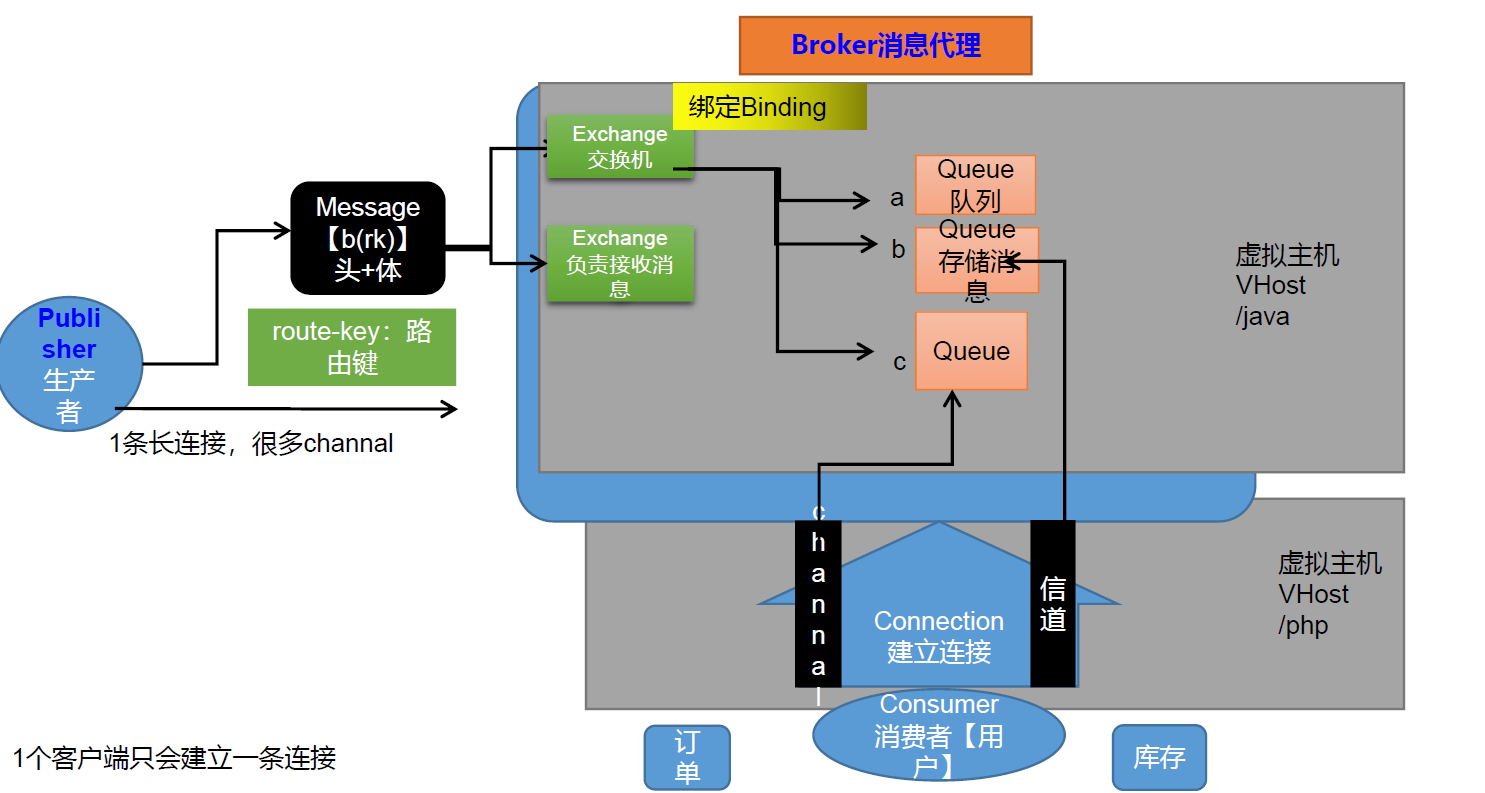 Broker消息代理
绑定Binding
Exchange
交换机
Exchange
负责接收消
息
Message
【b(rk)】
头+体
route-key：路
由键
Publi
sher
生产
者
1条长连接，很多channal
a
Queue
队列
b
Queue
存储消
息
c
Queue
虚拟主机
VHost
/java
虚拟主机
VHost
/php
c
h
a
n
n
a
l
Connection
建立连接
信
道
Consumer
消费者【用
户】
订
单
库存
1个客户端只会建立一条连接